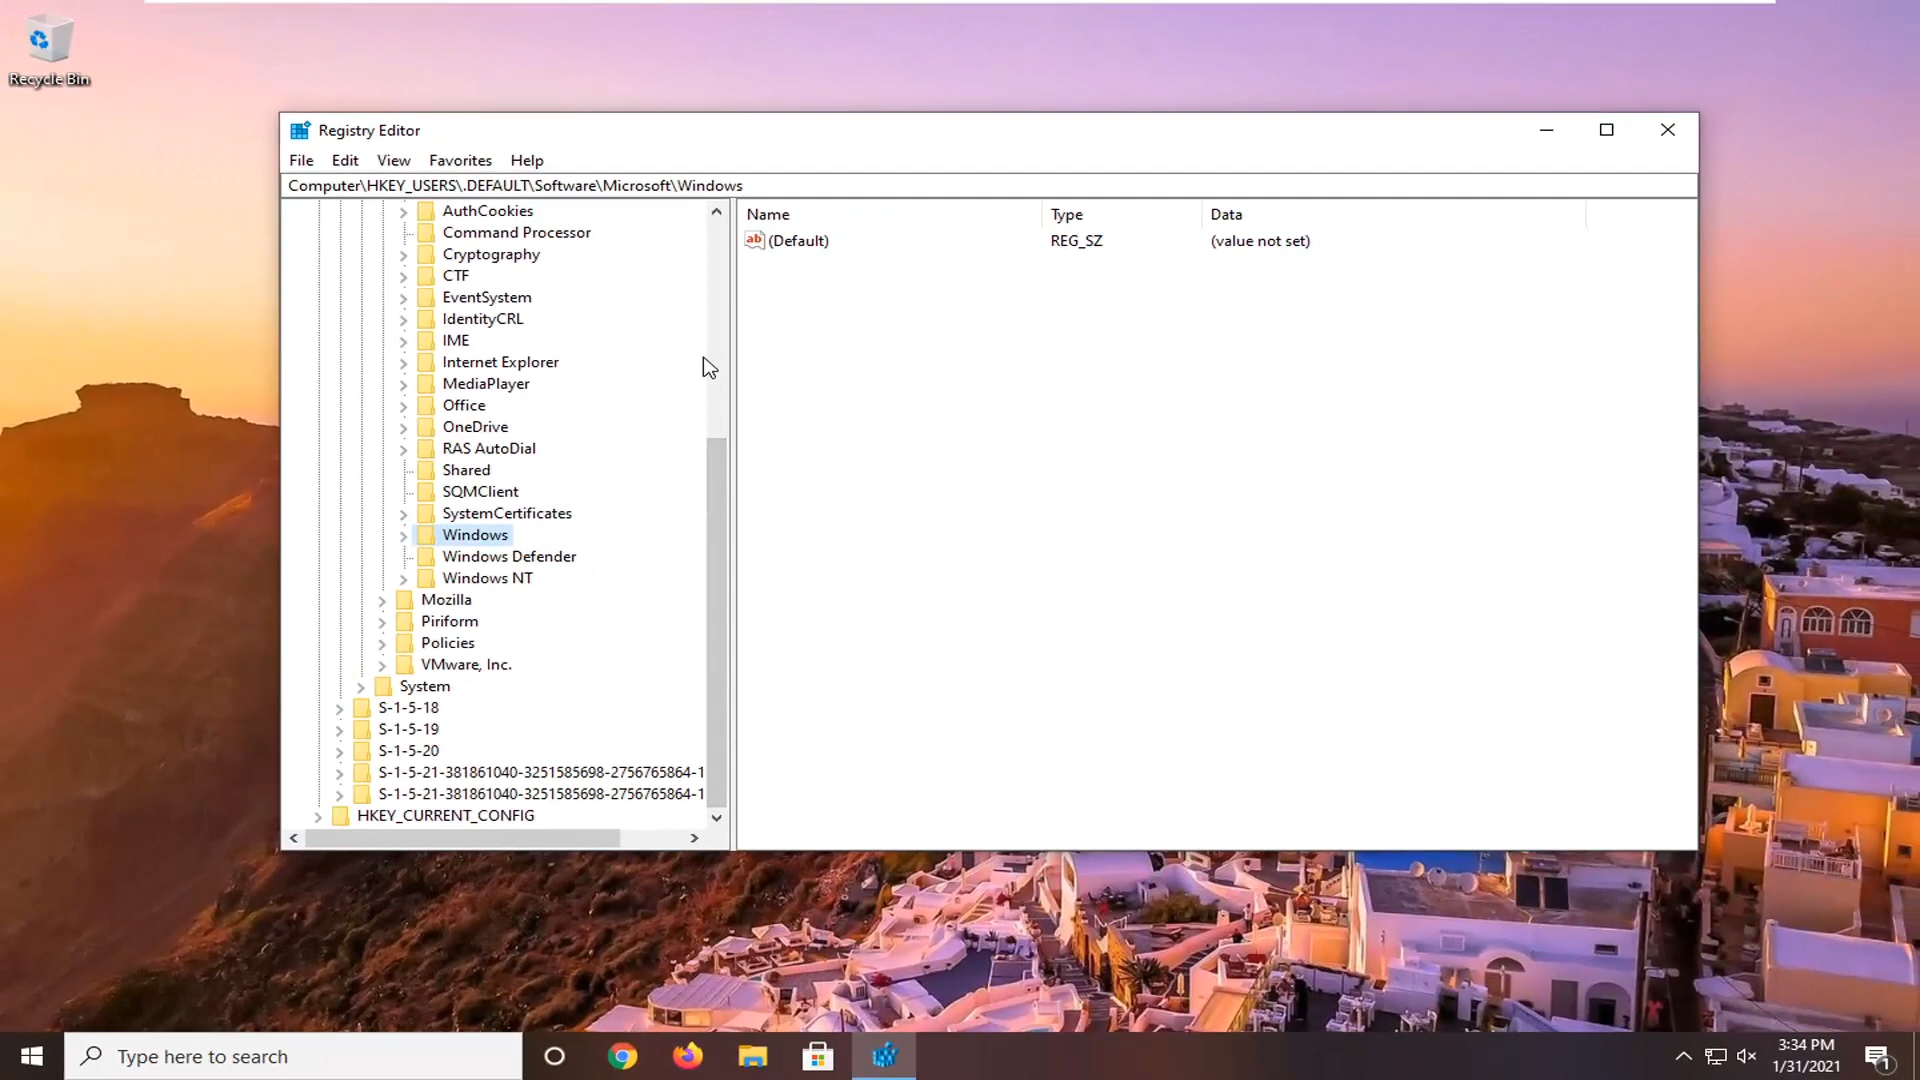 Recycle Bin
Registry Editor
File Edit View Favorites Help
Computer\HKEY_USERS\.DEFAULT\Software\Microsoft\Windows
AuthCookies
Command Processor
Cryptography
CTF
EventSystem
IdentityCRL
IME
Internet Explorer
MediaPlayer
Office
OneDrive
RAS AutoDial
Shared
SQMClient
SystemCertificates
Windows
Windows Defender
Windows NT
Mozilla
Piriform
Policies
VMware, Inc.
System
S-1-5-18
S-1-5-19
S-1-5-20
S-1-5-21-381861040-3251585698-2756765864-1
S-1-5-21-381861040-3251585698-2756765864-1
HKEY_CURRENT_CONFIG
Name Type Data
ab (Default) REG_SZ (value not set)
Type here to search
3:34 PM
1/31/2021
1